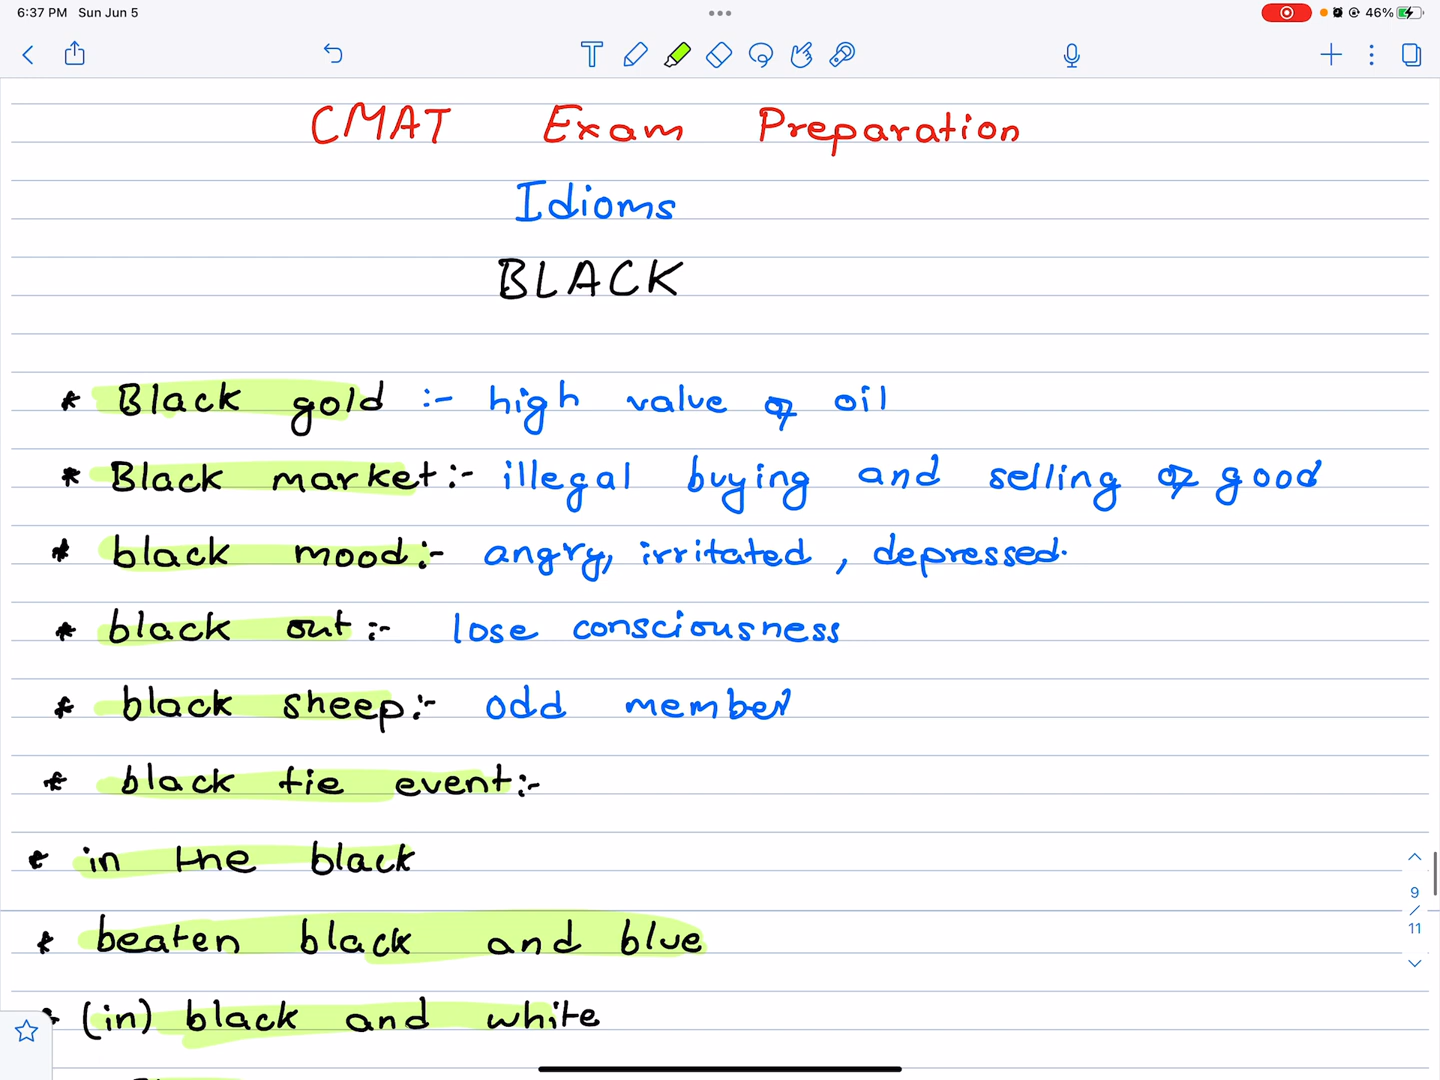 6:37 PM Sun Jun 5
46%
CMAT Exam Preparation
Idioms
BLACK
* Black gold :- high value of oil
* Black market:- illegal buying and selling of good
* black mood:- angry, irritated, depressed.
* black out :- lose consciousness
* black sheep:- odd member
* black tie event:-
* in the black
* beaten black and blue
* (in) black and white
9
/
11